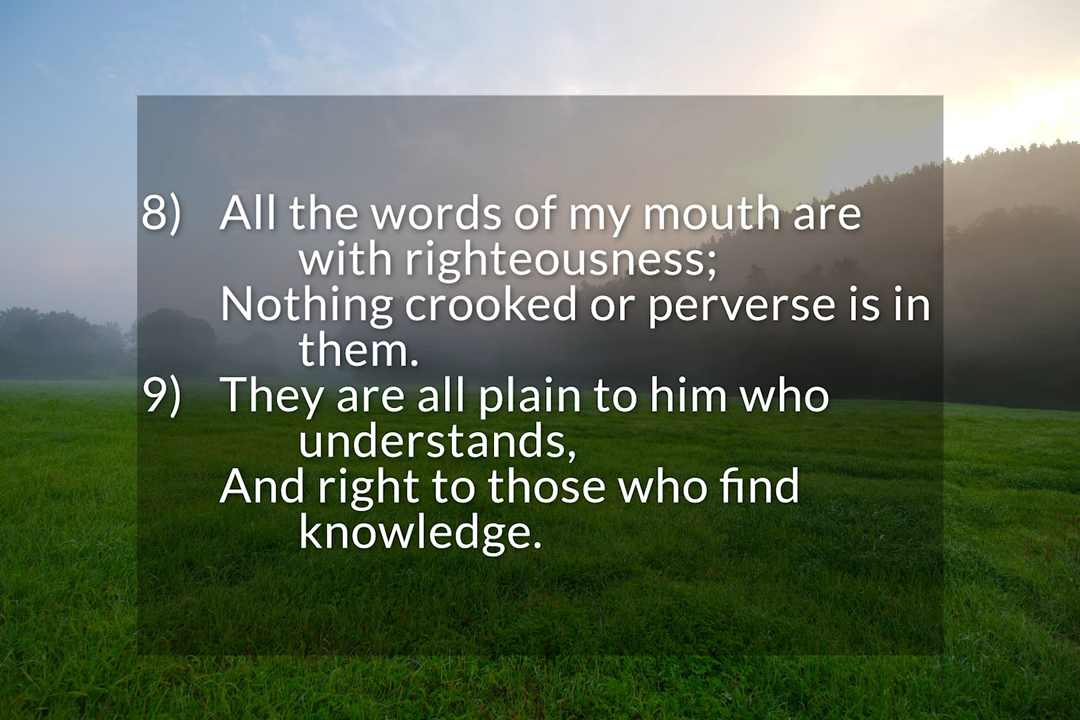 8) All the words of my mouth are
with righteousness;
Nothing crooked or perverse is in
them.
9) They are all plain to him who
understands,
And right to those who find
knowledge.